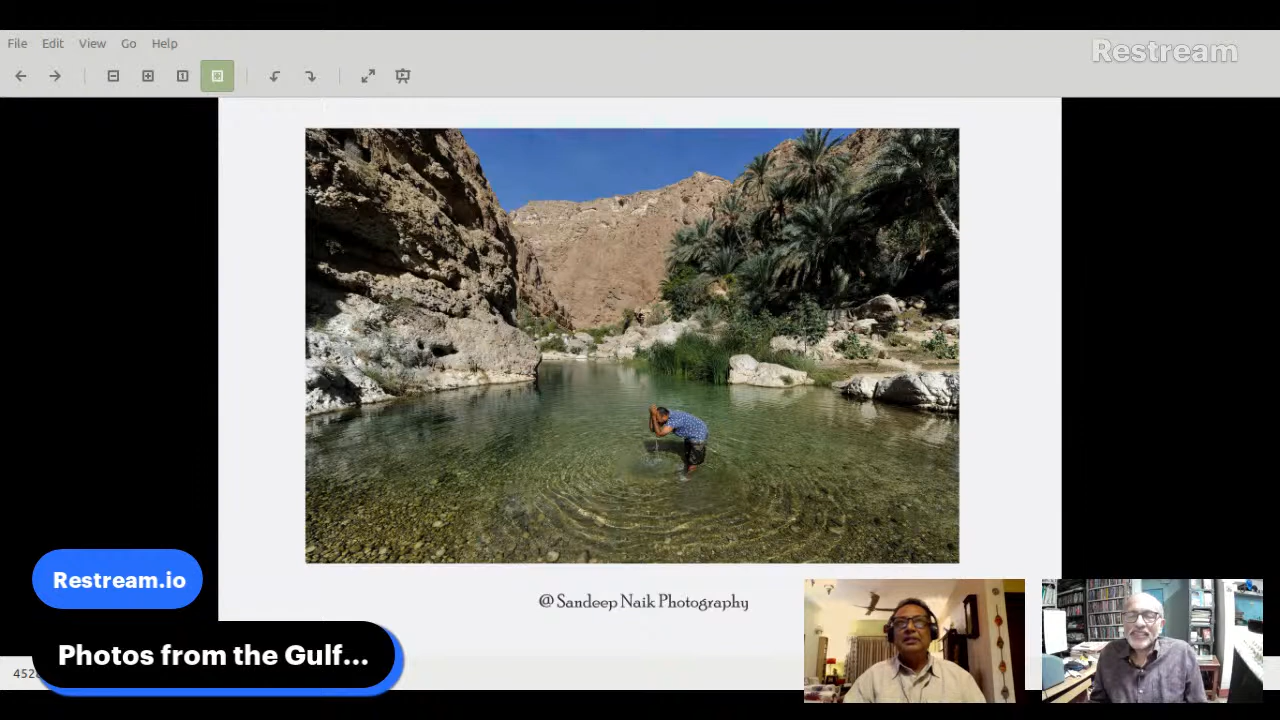 File Edit View Go Help
Restream
@ Sandeep Naik Photography
Restream.io
Photos from the Gulf...